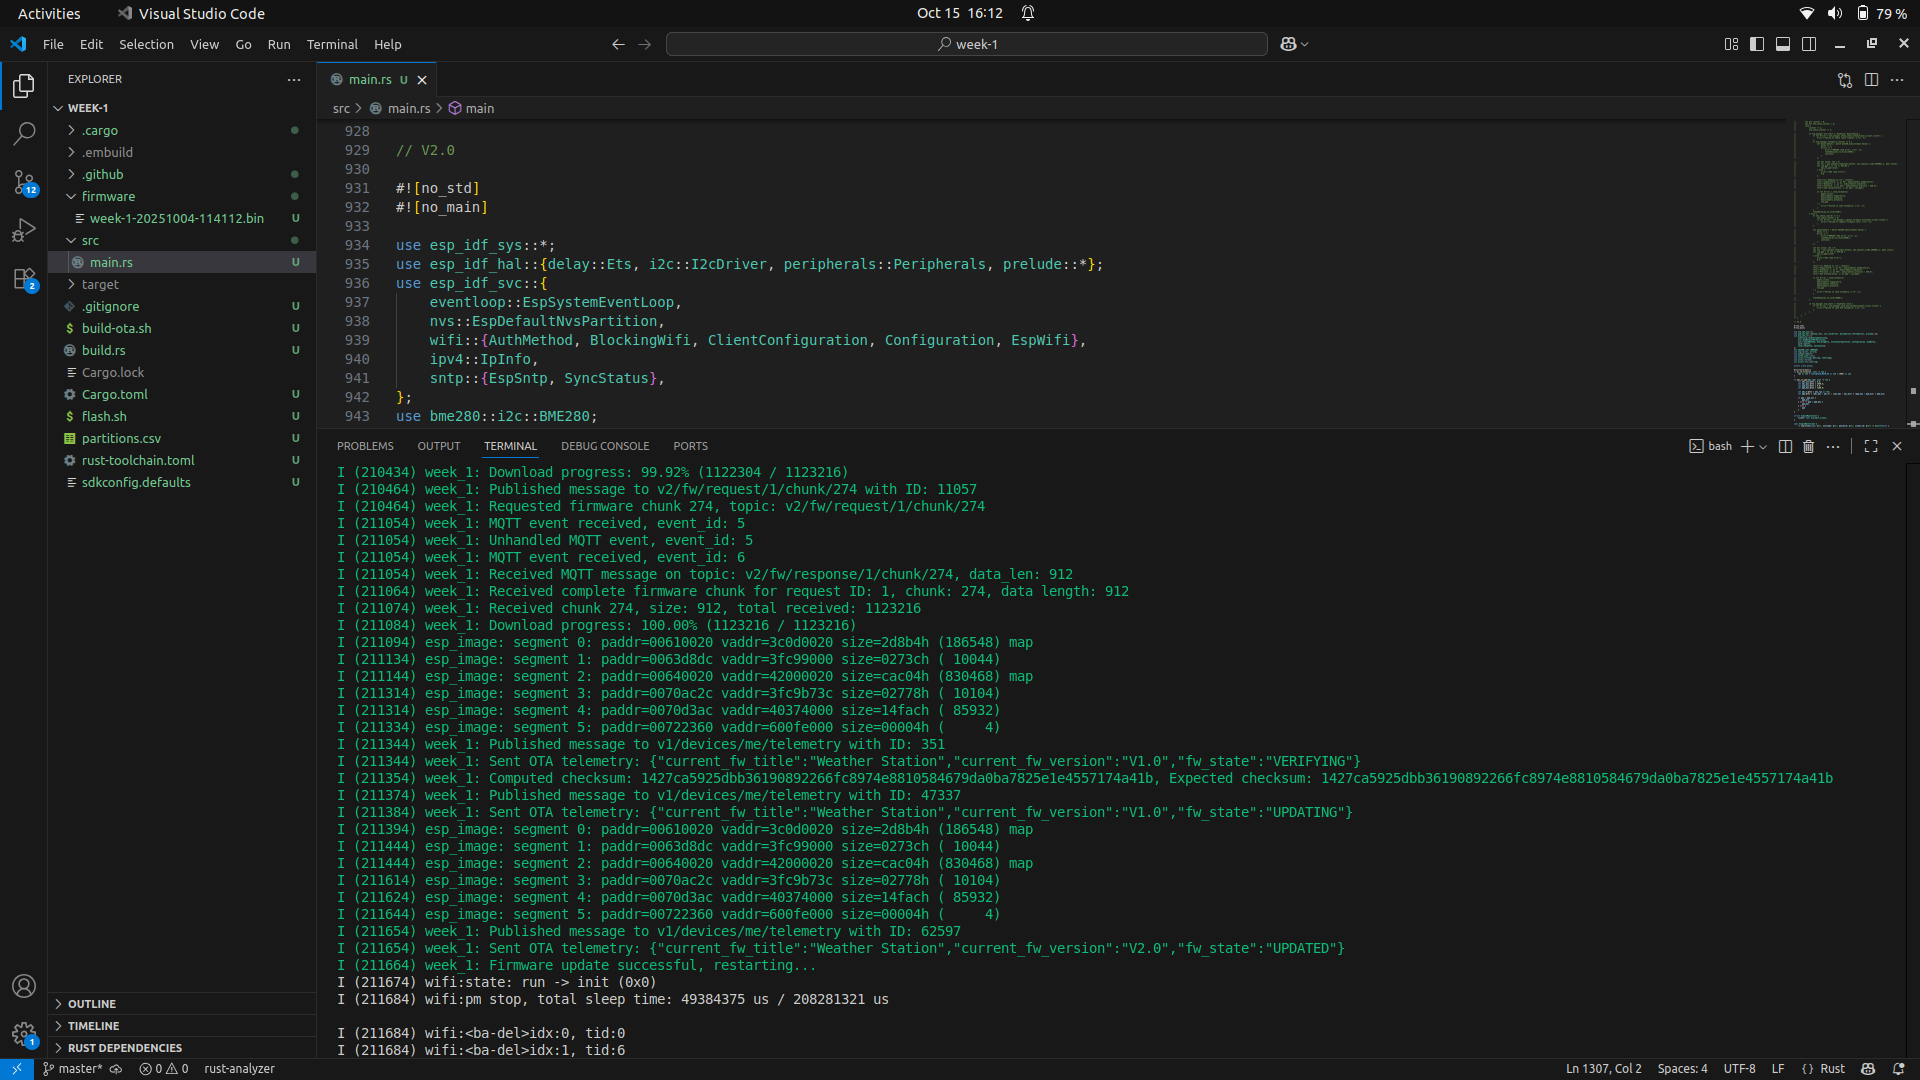 Activities
Visual Studio Code
Oct 15 16:12
79 %
File Edit Selection View Go Run Terminal Help
week-1
EXPLORER
WEEK-1
.cargo
.embuild
.github
firmware
week-1-20251004-114112.bin U
src
main.rs U
target
.gitignore U
build-ota.sh U
build.rs U
Cargo.lock
Cargo.toml U
flash.sh U
partitions.csv U
rust-toolchain.toml U
sdkconfig.defaults U
OUTLINE
TIMELINE
RUST DEPENDENCIES
12
2
1
main.rs U
src > main.rs > main
928
929 // V2.0
930
931 #![no_std]
932 #![no_main]
933
934 use esp_idf_sys::*;
935 use esp_idf_hal::{delay::Ets, i2c::I2cDriver, peripherals::Peripherals, prelude::*};
936 use esp_idf_svc::{
937 eventloop::EspSystemEventLoop,
938 nvs::EspDefaultNvsPartition,
939 wifi::{AuthMethod, BlockingWifi, ClientConfiguration, Configuration, EspWifi},
940 ipv4::IpInfo,
941 sntp::{EspSntp, SyncStatus},
942 };
943 use bme280::i2c::BME280;
PROBLEMS OUTPUT TERMINAL DEBUG CONSOLE PORTS
bash
I (210434) week_1: Download progress: 99.92% (1122304 / 1123216)
I (210464) week_1: Published message to v2/fw/request/1/chunk/274 with ID: 11057
I (210464) week_1: Requested firmware chunk 274, topic: v2/fw/request/1/chunk/274
I (211054) week_1: MQTT event received, event_id: 5
I (211054) week_1: Unhandled MQTT event, event_id: 5
I (211054) week_1: MQTT event received, event_id: 6
I (211054) week_1: Received MQTT message on topic: v2/fw/response/1/chunk/274, data_len: 912
I (211064) week_1: Received complete firmware chunk for request ID: 1, chunk: 274, data length: 912
I (211074) week_1: Received chunk 274, size: 912, total received: 1123216
I (211084) week_1: Download progress: 100.00% (1123216 / 1123216)
I (211094) esp_image: segment 0: paddr=00610020 vaddr=3c0d0020 size=2d8b4h (186548) map
I (211134) esp_image: segment 1: paddr=0063d8dc vaddr=3fc99000 size=0273ch ( 10044)
I (211144) esp_image: segment 2: paddr=00640020 vaddr=42000020 size=cac04h (830468) map
I (211314) esp_image: segment 3: paddr=0070ac2c vaddr=3fc9b73c size=02778h ( 10104)
I (211314) esp_image: segment 4: paddr=0070d3ac vaddr=40374000 size=14fach ( 85932)
I (211334) esp_image: segment 5: paddr=00722360 vaddr=600fe000 size=00004h (     4)
I (211344) week_1: Published message to v1/devices/me/telemetry with ID: 351
I (211344) week_1: Sent OTA telemetry: {"current_fw_title":"Weather Station","current_fw_version":"V1.0","fw_state":"VERIFYING"}
I (211354) week_1: Computed checksum: 1427ca5925dbb36190892266fc8974e8810584679da0ba7825e1e4557174a41b, Expected checksum: 1427ca5925dbb36190892266fc8974e8810584679da0ba7825e1e4557174a41b
I (211374) week_1: Published message to v1/devices/me/telemetry with ID: 47337
I (211384) week_1: Sent OTA telemetry: {"current_fw_title":"Weather Station","current_fw_version":"V1.0","fw_state":"UPDATING"}
I (211394) esp_image: segment 0: paddr=00610020 vaddr=3c0d0020 size=2d8b4h (186548) map
I (211444) esp_image: segment 1: paddr=0063d8dc vaddr=3fc99000 size=0273ch ( 10044)
I (211444) esp_image: segment 2: paddr=00640020 vaddr=42000020 size=cac04h (830468) map
I (211614) esp_image: segment 3: paddr=0070ac2c vaddr=3fc9b73c size=02778h ( 10104)
I (211624) esp_image: segment 4: paddr=0070d3ac vaddr=40374000 size=14fach ( 85932)
I (211644) esp_image: segment 5: paddr=00722360 vaddr=600fe000 size=00004h (     4)
I (211654) week_1: Published message to v1/devices/me/telemetry with ID: 62597
I (211654) week_1: Sent OTA telemetry: {"current_fw_title":"Weather Station","current_fw_version":"V2.0","fw_state":"UPDATED"}
I (211664) week_1: Firmware update successful, restarting...
I (211674) wifi:state: run -> init (0x0)
I (211684) wifi:pm stop, total sleep time: 49384375 us / 208281321 us
I (211684) wifi:<ba-del>idx:0, tid:0
I (211684) wifi:<ba-del>idx:1, tid:6
master* 0 0 rust-analyzer
Ln 1307, Col 2 Spaces: 4 UTF-8 LF {} Rust